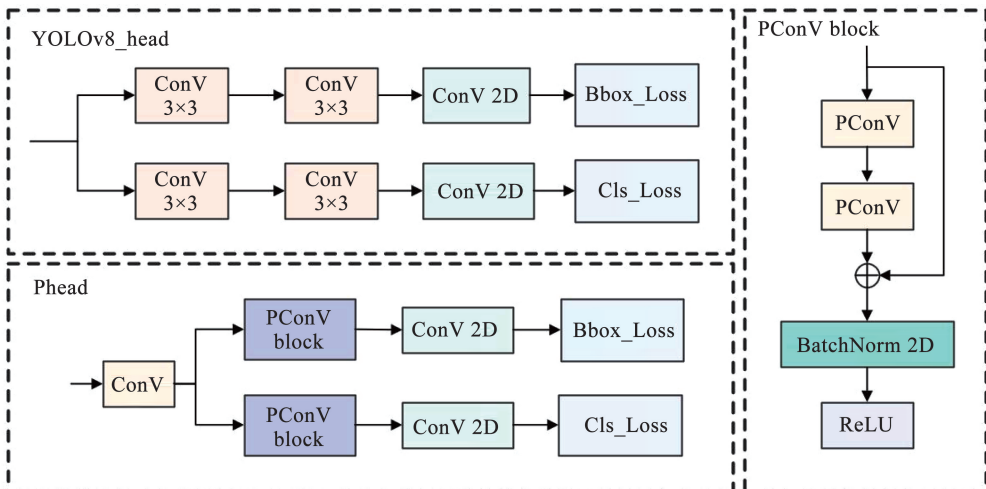 YOLOv8_head
ConV
3×3
ConV
3×3
ConV 2D
Bbox_Loss
ConV
3×3
ConV
3×3
ConV 2D
Cls_Loss
Phead
ConV
PConV
block
ConV 2D
Bbox_Loss
PConV
block
ConV 2D
Cls_Loss
PConV block
PConV
PConV
BatchNorm 2D
ReLU